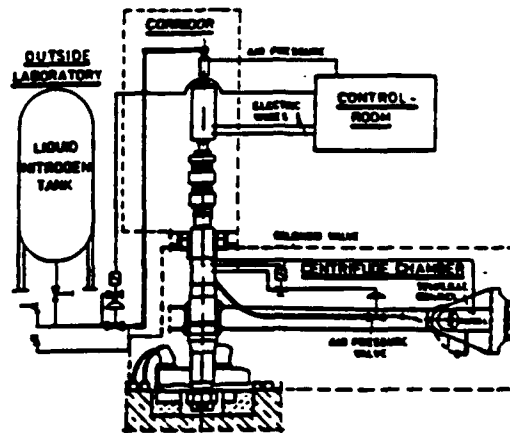 CORRIDOR
OUTSIDE
LABORATORY
AIR PRESSURE
CONTROL-
ROOM
ELECTRIC
WIRES
LIQUID
NITROGEN
TANK
SOLENOID VALVE
CENTRIFUGE CHAMBER
AIR PRESSURE
VALVE